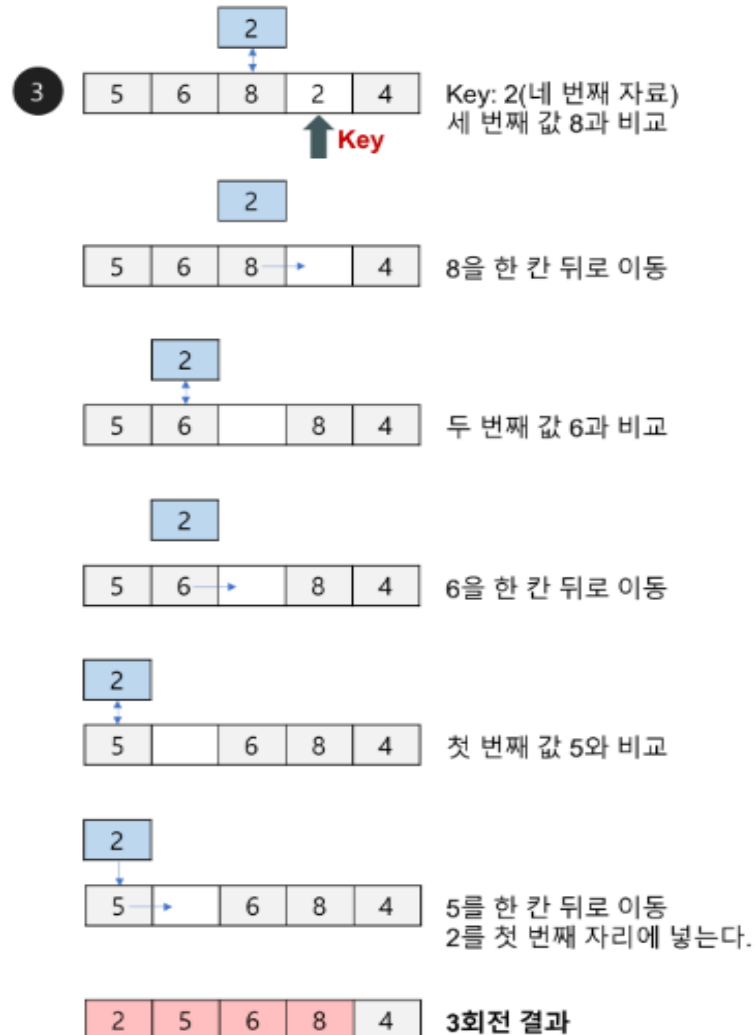 2
3 5 6 8 2 4 Key: 2(네 번째 자료)
세 번째 값 8과 비교
Key
2
5 6 8 4 8을 한 칸 뒤로 이동
2
5 6 8 4 두 번째 값 6과 비교
2
5 6 8 4 6을 한 칸 뒤로 이동
2
5 6 8 4 첫 번째 값 5와 비교
2
5 6 8 4 5를 한 칸 뒤로 이동
2를 첫 번째 자리에 넣는다.
2 5 6 8 4 3회전 결과